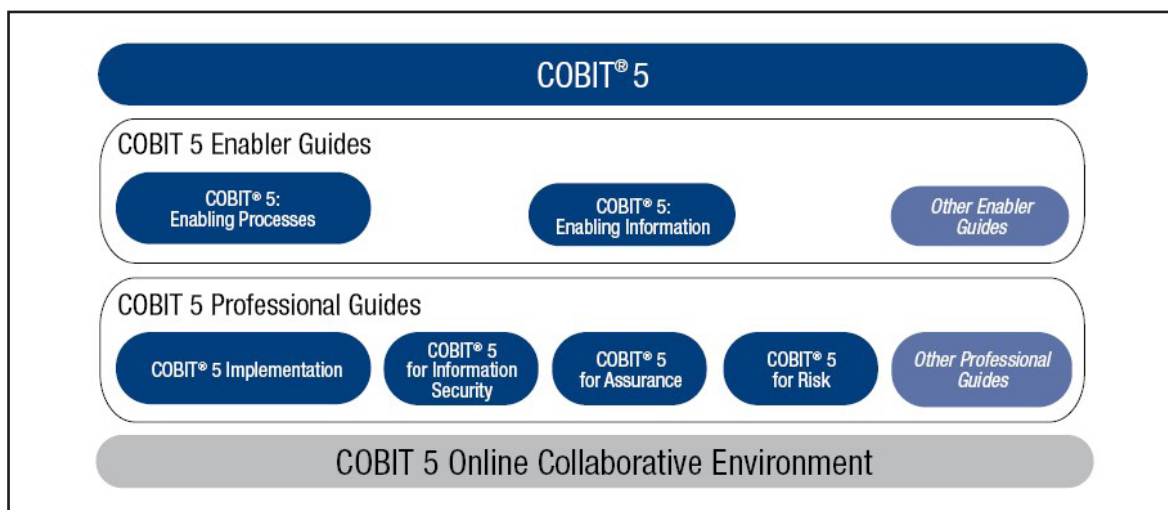 COBIT® 5
COBIT 5 Enabler Guides
COBIT® 5:
Enabling Processes
COBIT® 5:
Enabling Information
Other Enabler
Guides
COBIT 5 Professional Guides
COBIT® 5 Implementation
COBIT® 5
for Information
Security
COBIT® 5
for Assurance
COBIT® 5
for Risk
Other Professional
Guides
COBIT 5 Online Collaborative Environment